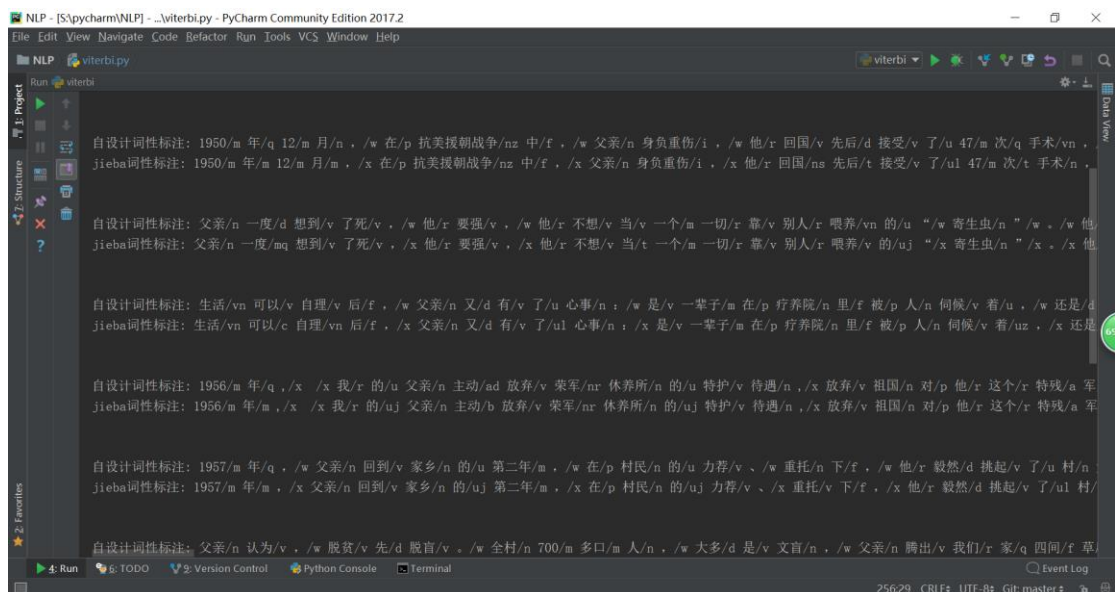 NLP - [S:\pycharm\NLP] - ...\viterbi.py - PyCharm Community Edition 2017.2
File Edit View Navigate Code Refactor Run Tools VCS Window Help
NLP viterbi.py viterbi
Run viterbi
1: Project
Data View
7: Structure
2: Favorites
自设计词性标注: 1950/m 年/q 12/m 月/n ，/w 在/p 抗美援朝战争/nz 中/f ，/w 父亲/n 身负重伤/i ，/w 他/r 回国/v 先后/d 接受/v 了/u 47/m 次/q 手术/vn ，
jieba词性标注: 1950/m 年/m 12/m 月/m ，/x 在/p 抗美援朝战争/nz 中/f ，/x 父亲/n 身负重伤/i ，/x 他/r 回国/ns 先后/t 接受/v 了/ul 47/m 次/t 手术/n ，
自设计词性标注: 父亲/n 一度/d 想到/v 了死/v ，/w 他/r 要强/v ，/w 他/r 不想/v 当/v 一个/m 一切/r 靠/v 别人/r 喂养/vn 的/u “/w 寄生虫/n ”/w 。/w 他/
jieba词性标注: 父亲/n 一度/mq 想到/v 了死/v ，/x 他/r 要强/v ，/x 他/r 不想/v 当/t 一个/m 一切/r 靠/v 别人/r 喂养/v 的/uj “/x 寄生虫/n ”/x 。/x 他
自设计词性标注: 生活/vn 可以/v 自理/v 后/f ，/w 父亲/n 又/d 有/v 了/u 心事/n ：/w 是/v 一辈子/m 在/p 疗养院/n 里/f 被/p 人/n 伺候/v 着/u ，/w 还是/d
jieba词性标注: 生活/vn 可以/c 自理/vn 后/f ，/x 父亲/n 又/d 有/v 了/ul 心事/n ：/x 是/v 一辈子/m 在/p 疗养院/n 里/f 被/p 人/n 伺候/v 着/uz ，/x 还是
69
自设计词性标注: 1956/m 年/q ,/x /x 我/r 的/u 父亲/n 主动/ad 放弃/v 荣军/nr 休养所/n 的/u 特护/v 待遇/n ,/x 放弃/v 祖国/n 对/p 他/r 这个/r 特残/a 军
jieba词性标注: 1956/m 年/m ,/x /x 我/r 的/uj 父亲/n 主动/b 放弃/v 荣军/nr 休养所/n 的/uj 特护/v 待遇/n ,/x 放弃/v 祖国/n 对/p 他/r 这个/r 特残/a 军
自设计词性标注: 1957/m 年/q ，/w 父亲/n 回到/v 家乡/n 的/u 第二年/m ，/w 在/p 村民/n 的/u 力荐/v 、/w 重托/n 下/f ，/w 他/r 毅然/d 挑起/v 了/u 村/n
jieba词性标注: 1957/m 年/m ，/x 父亲/n 回到/v 家乡/n 的/uj 第二年/m ，/x 在/p 村民/n 的/uj 力荐/v 、/x 重托/v 下/f ，/x 他/r 毅然/d 挑起/v 了/ul 村/
自设计词性标注: 父亲/n 认为/v ，/w 脱贫/v 先/d 脱盲/v 。/w 全村/n 700/m 多口/m 人/n ，/w 大多/d 是/v 文盲/n ，/w 父亲/n 腾出/v 我们/r 家/q 四间/f 草/
4: Run 6: TODO 9: Version Control Python Console Terminal Event Log
256:29 CRLF UTF-8 Git: master